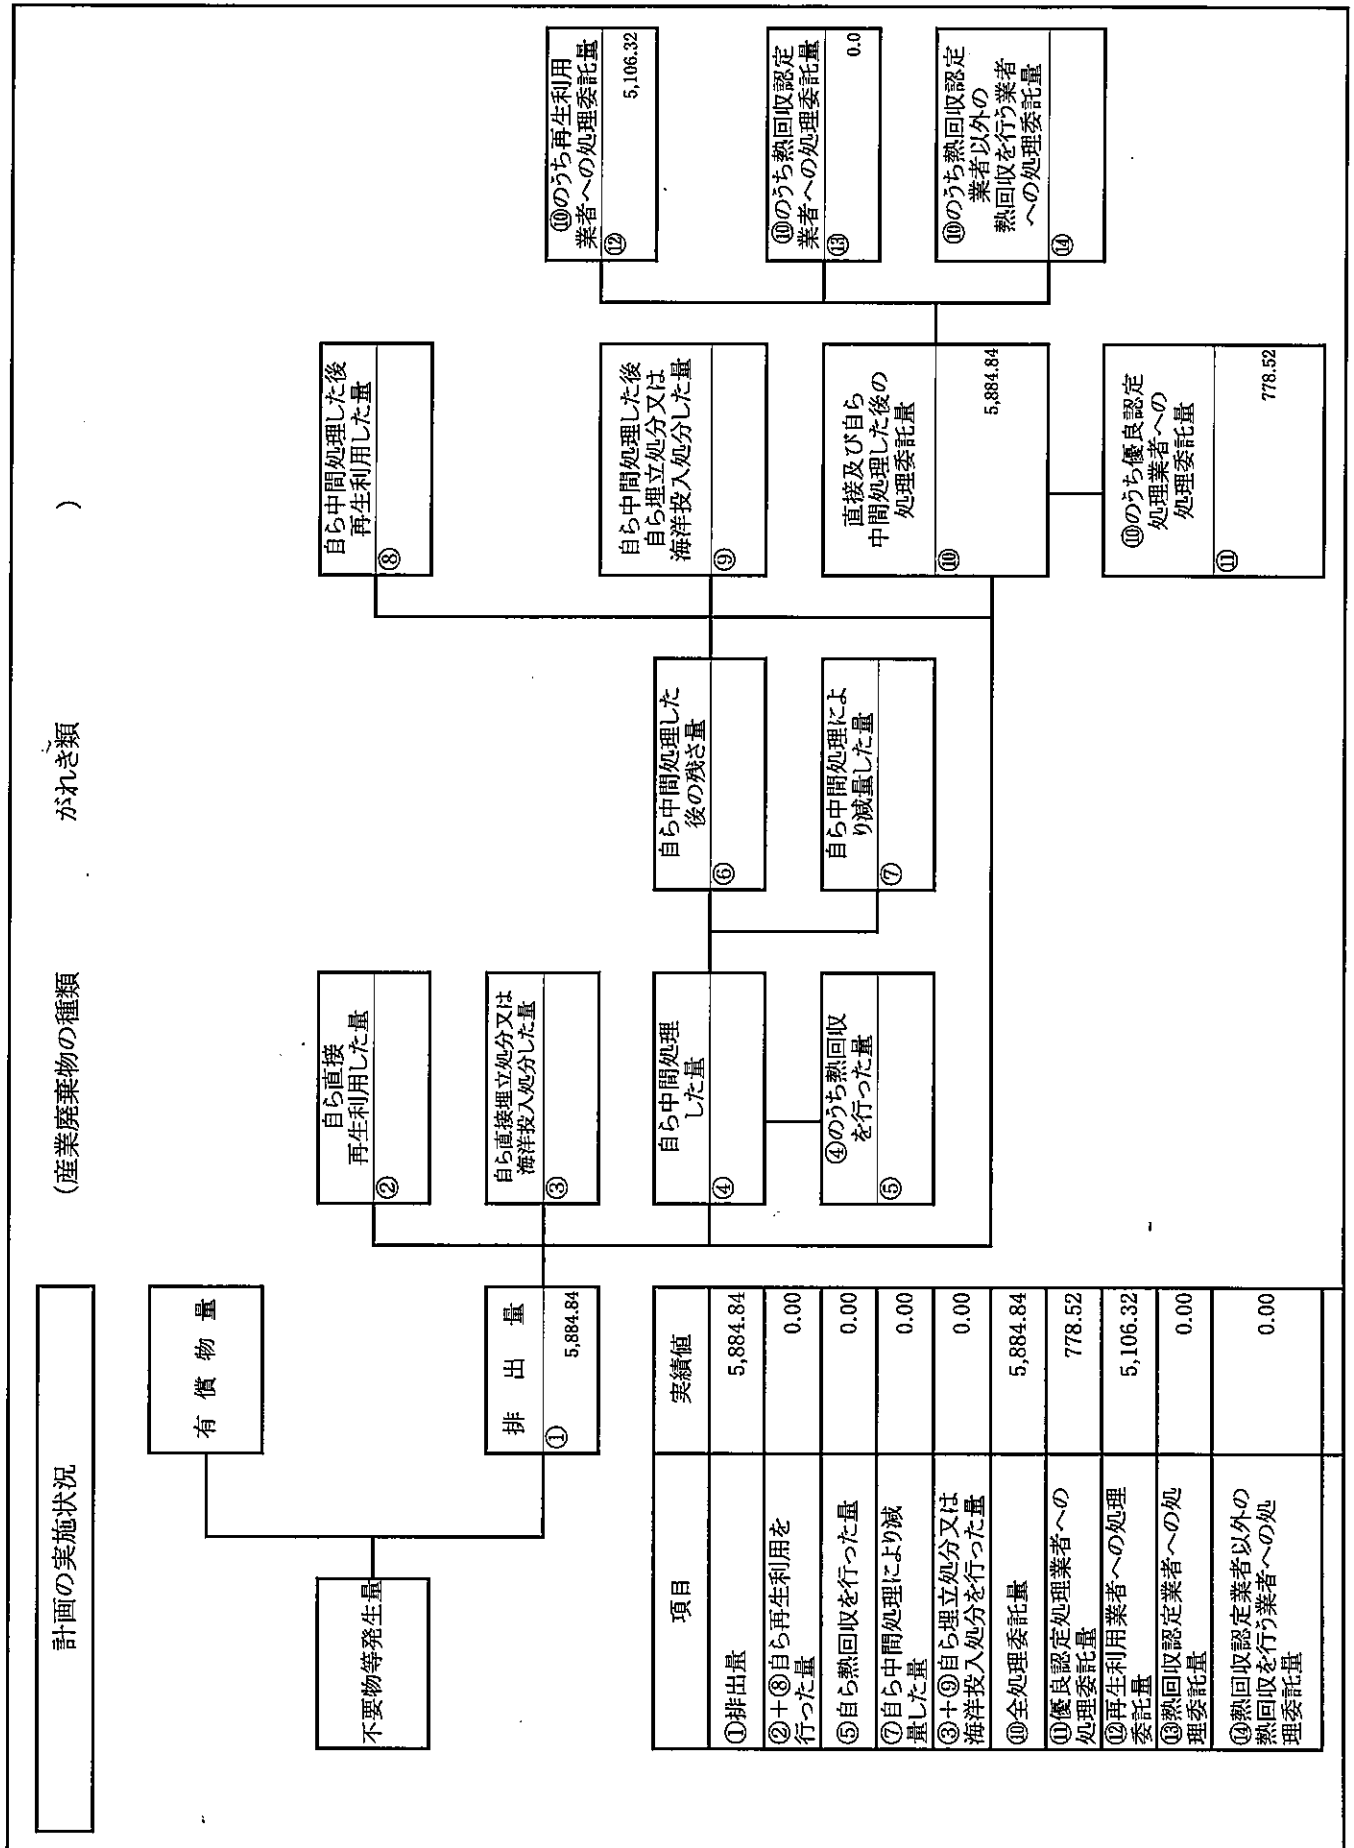 計画の実施状況
(産業廃棄物の種類 がれき類 )
不要物等発生量
有償物量
排出量
① 5,884.84
自ら直接
再生利用した量
②
自ら直接埋立処分又は
海洋投入処分した量
③
自ら中間処理
した量
④
④のうち熱回収
を行った量
⑤
自ら中間処理した
後の残さ量
⑥
自ら中間処理によ
り減量した量
⑦
自ら中間処理した後
再生利用した量
⑧
自ら中間処理した後
自ら埋立処分又は
海洋投入処分した量
⑨
直接及び自ら
中間処理した後の
処理委託量
⑩ 5,884.84
⑩のうち優良認定
処理業者への
処理委託量
⑪ 778.52
⑩のうち再生利用
業者への処理委託量
⑫ 5,106.32
⑩のうち熱回収認定
業者への処理委託量
⑬ 0.0
⑩のうち熱回収認定
業者以外の
熱回収を行う業者
への処理委託量
⑭
項目 実績値
①排出量 5,884.84
②+⑧自ら再生利用を
行った量 0.00
⑤自ら熱回収を行った量 0.00
⑦自ら中間処理により減
量した量 0.00
③+⑨自ら埋立処分又は
海洋投入処分を行った量 0.00
⑩全処理委託量 5,884.84
⑪優良認定処理業者への
処理委託量 778.52
⑫再生利用業者への処理
委託量 5,106.32
⑬熱回収認定業者への処
理委託量 0.00
⑭熱回収認定業者以外の
熱回収を行う業者への処
理委託量 0.00